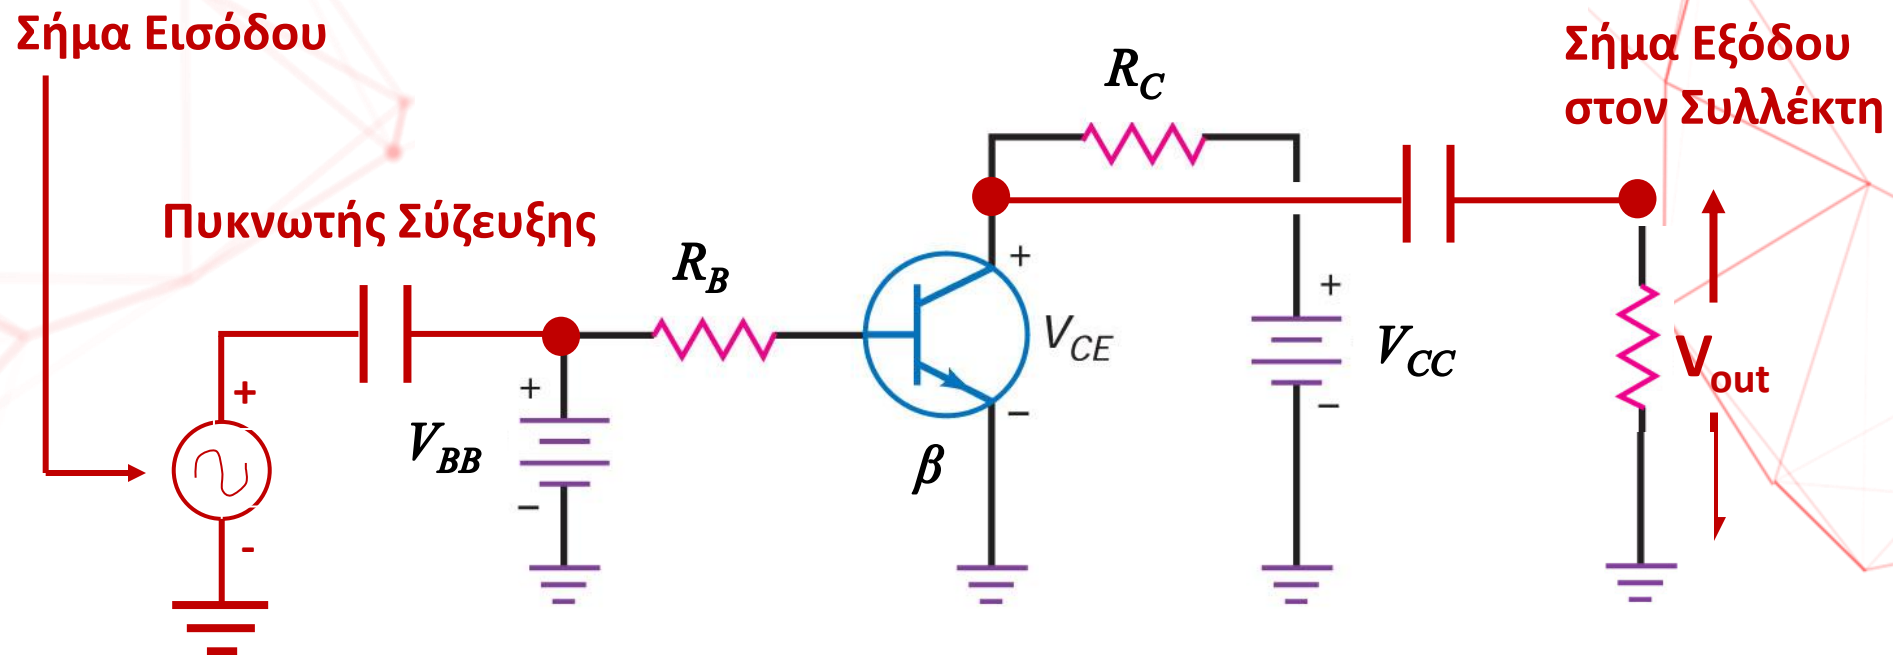 Σήμα Εισόδου
Σήμα Εξόδου
στον Συλλέκτη
R_C
Πυκνωτής Σύζευξης
R_B
+
+
V_CE
V_CC
+
+
V_BB
−
−
V_out
β
−
-